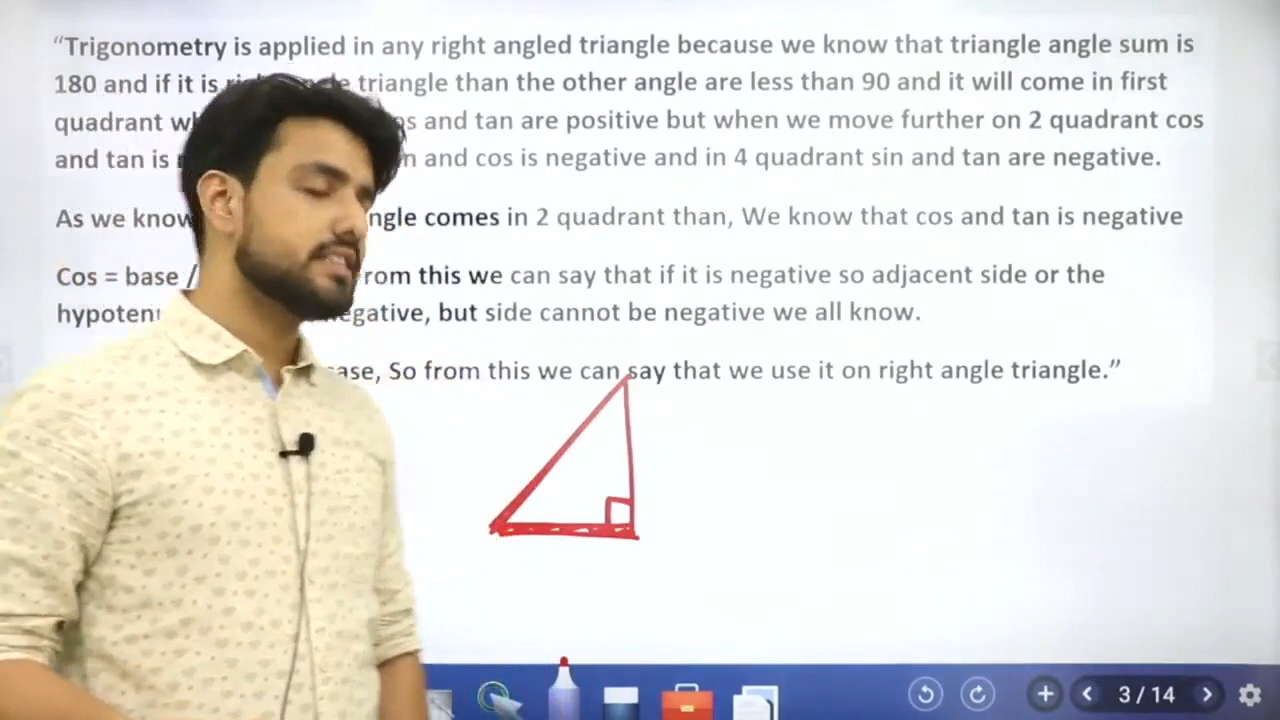 “Trigonometry is applied in any right angled triangle because we know that triangle angle sum is
180 and if it is triangle than the other angle are less than 90 and it will come in first
quadrant and tan are positive but when we move further on 2 quadrant cos
and tan is and cos is negative and in 4 quadrant sin and tan are negative.
As we know comes in 2 quadrant than, We know that cos and tan is negative
Cos = base / from this we can say that if it is negative so adjacent side or the
but side cannot be negative we all know.
So from this we can say that we use it on right angle triangle.”
3 / 14